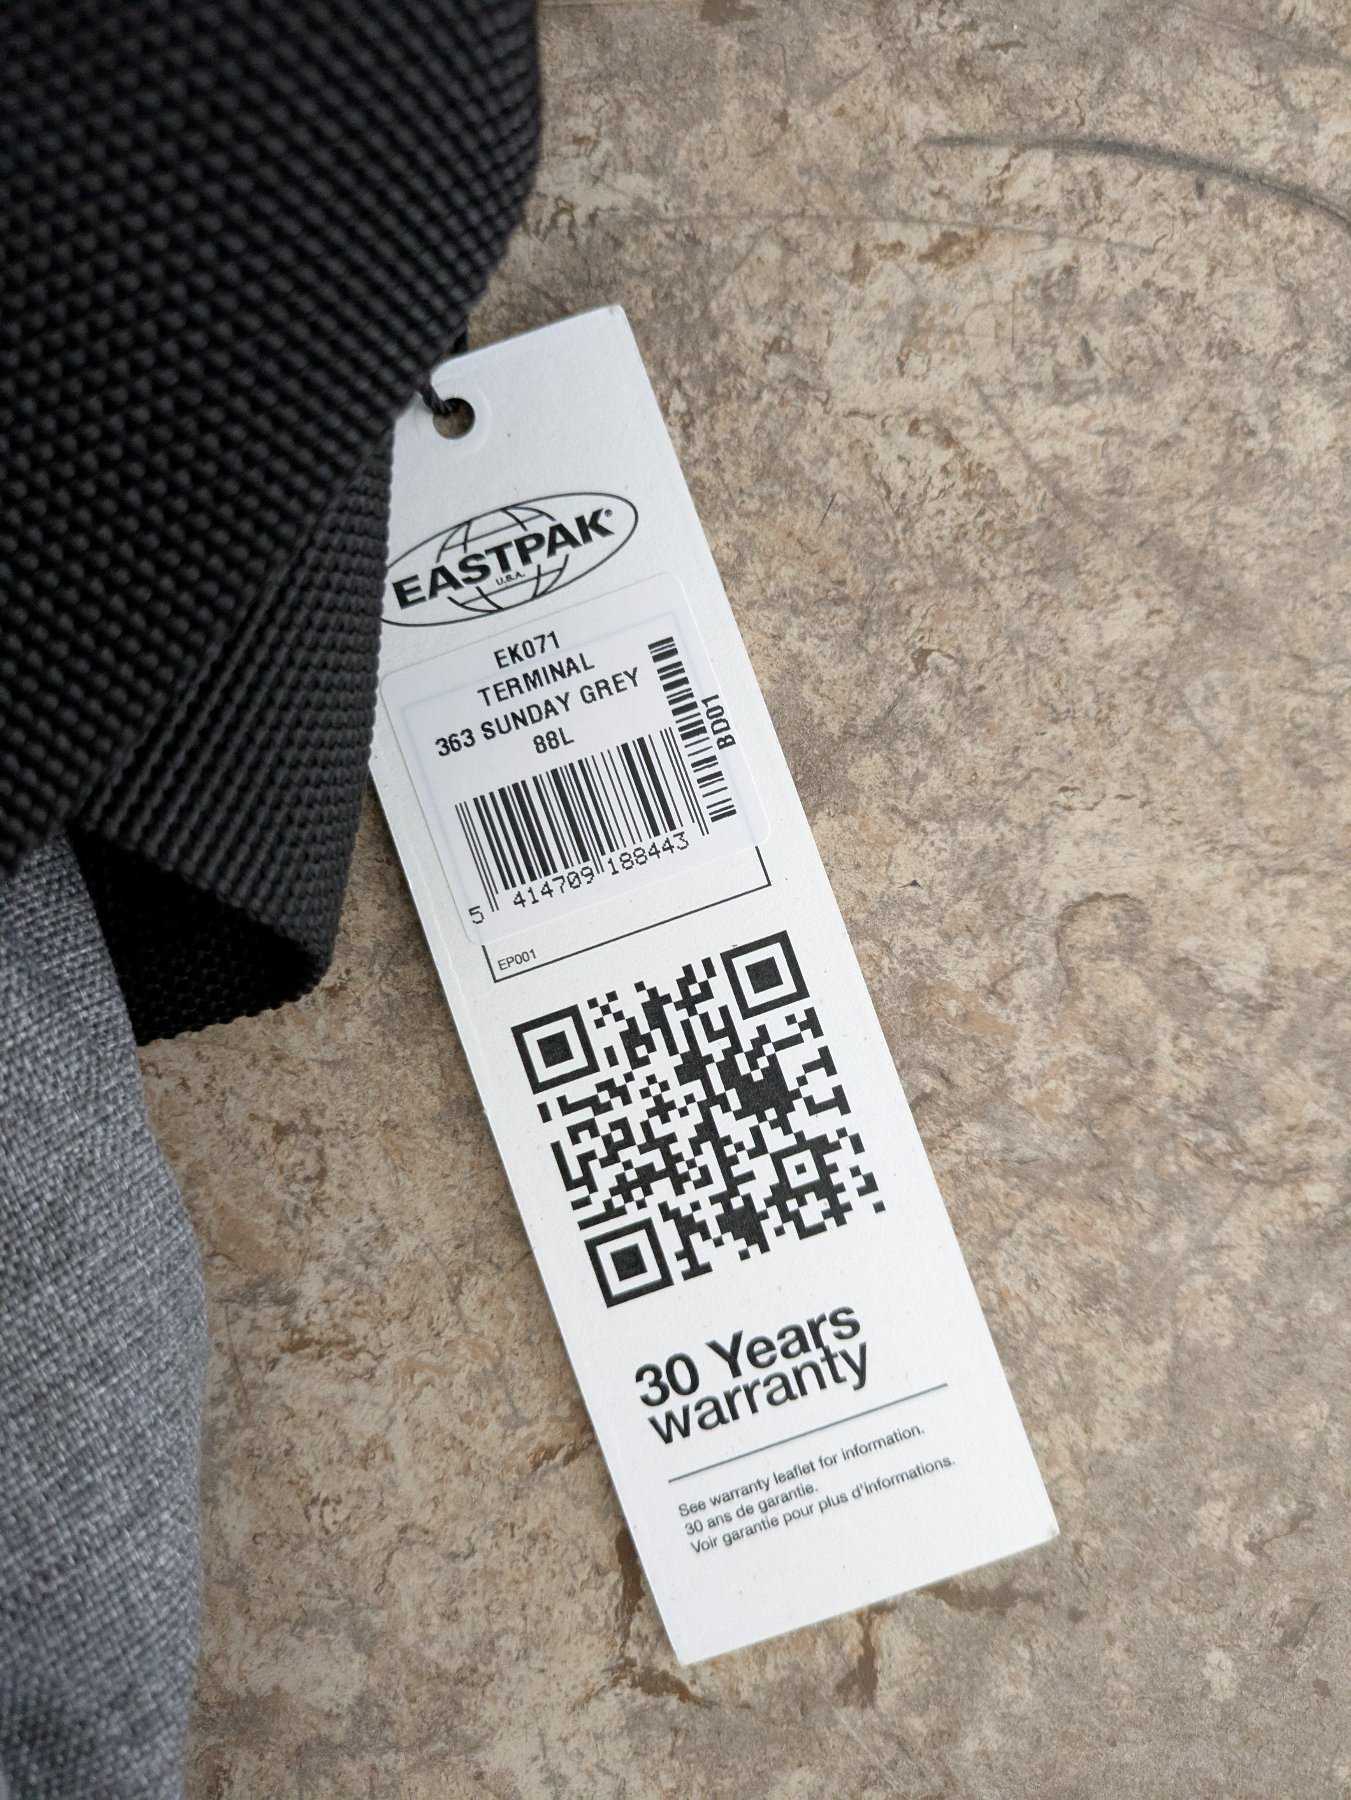 EASTPAK®
U.S.A.
EK071
TERMINAL
363 SUNDAY GREY
88L
BD01
5 414709 188443
EP001
30 Years
warranty
See warranty leaflet for information.
30 ans de garantie.
Voir garantie pour plus d'informations.